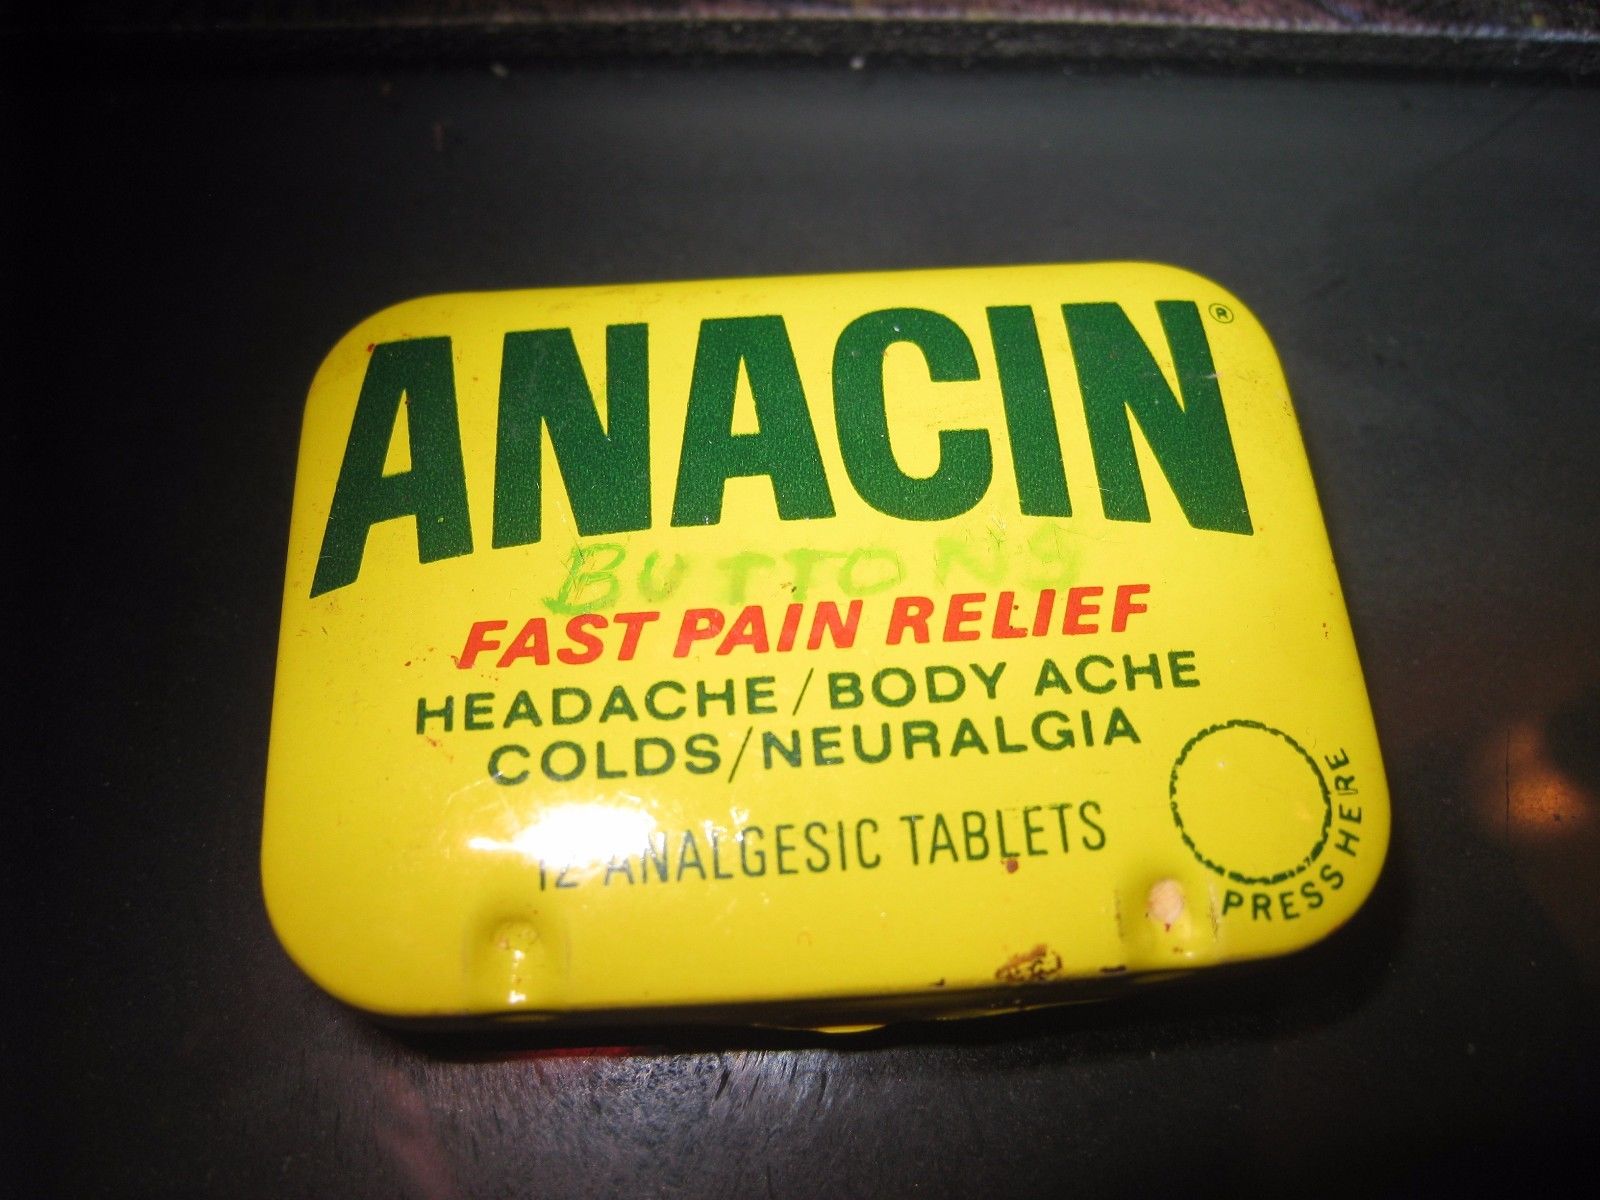 ANACIN®
BUTTONS
FAST PAIN RELIEF
HEADACHE/BODY ACHE
COLDS/NEURALGIA
12 ANALGESIC TABLETS
PRESS HERE